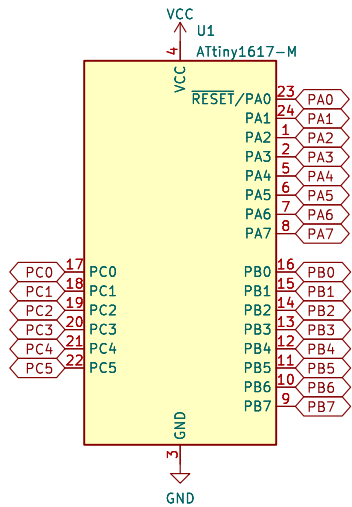 VCC
U1
ATtiny1617-M
4
VCC
RESET/PA0 23 PA0
PA1 24 PA1
PA2 1 PA2
PA3 2 PA3
PA4 5 PA4
PA5 6 PA5
PA6 7 PA6
PA7 8 PA7
PC0 17 PC0 PB0 16 PB0
PC1 18 PC1 PB1 15 PB1
PC2 19 PC2 PB2 14 PB2
PC3 20 PC3 PB3 13 PB3
PC4 21 PC4 PB4 12 PB4
PC5 22 PC5 PB5 11 PB5
PB6 10 PB6
PB7 9 PB7
GND
3
GND